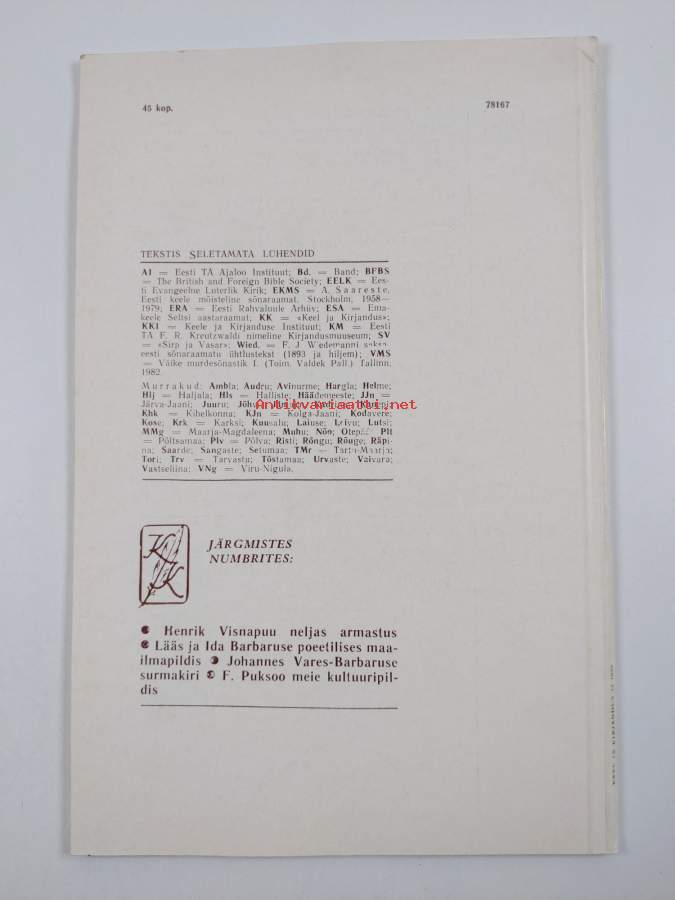 45 kop.
78167
TEKSTIS SELETAMATA LÜHENDID
AI = Eesti TA Ajaloo Instituut; Bd. = Band; BFBS
= The British and Foreign Bible Society; EELK = Ees-
ti Evangeelne Luterlik Kirik; EKMS = A. Saareste,
Eesti keele mõisteline sõnaraamat. Stockholm, 1958—
1979; ERA = Eesti Rahvaluule Arhiiv; ESA = Ema-
keele Seltsi aastaraamat; KK = «Keel ja Kirjandus»;
KKI = Keele ja Kirjanduse Instituut; KM = Eesti
TA F. R. Kreutzwaldi nimeline Kirjandusmuuseum; SV
= «Sirp ja Vasar»; Wied. = F. J. Wiedemanni saksa-
eesti sõnaraamatu ühtlustekst (1893 ja hiljem); VMS
= Väike murdesõnastik I. (Toim. Valdek Pall.) Tallinn,
1982.
Murrakud: Ambla; Audru; Avinurme; Hargla; Helme;
Hlj = Haljala; Hls = Halliste; Häädemeeste; JJn =
Järva-Jaani; Juuru;
Antikvariaatti.net
Khk = Kihelkonna; KJn = Kolga-Jaani; Kodavere;
Kose; Krk = Karksi; Kuusalu; Laiuse; Leivu; Lutsi;
MMg = Maarja-Magdaleena; Muhu; Nõo; Otepää; Plt
= Põltsamaa; Plv = Põlva; Risti; Rõngu; Rõuge; Räpi-
na; Saarde; Sangaste; Setumaa; TMr = Tartu-Maarja;
Tori; Trv = Tarvastu; Tõstamaa; Urvaste; Vaivara;
Vastseliina; VNg = Viru-Nigula.
K
K
JÄRGMISTES
NUMBRITES:
Henrik Visnapuu neljas armastus
Lääs ja Ida Barbaruse poeetilises maa-
ilmapildis Johannes Vares-Barbaruse
surmakiri F. Puksoo meie kultuuripil-
dis